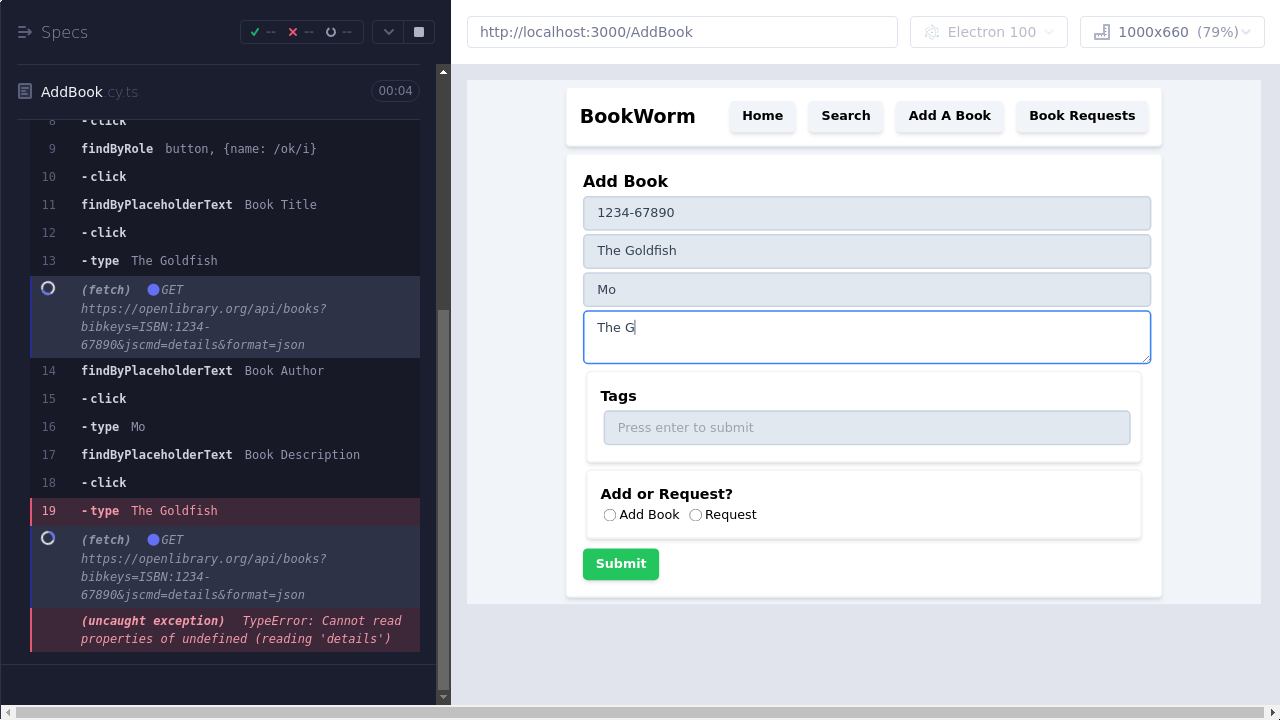 Specs
-- -- --
http://localhost:3000/AddBook
Electron 100
1000x660 (79%)
AddBook cy.ts
00:04
8 -click
9 findByRole button, {name: /ok/i}
10 -click
11 findByPlaceholderText Book Title
12 -click
13 -type The Goldfish
(fetch) GET
https://openlibrary.org/api/books?
bibkeys=ISBN:1234-
67890&jscmd=details&format=json
14 findByPlaceholderText Book Author
15 -click
16 -type Mo
17 findByPlaceholderText Book Description
18 -click
19 -type The Goldfish
(fetch) GET
https://openlibrary.org/api/books?
bibkeys=ISBN:1234-
67890&jscmd=details&format=json
(uncaught exception) TypeError: Cannot read
properties of undefined (reading 'details')
BookWorm
Home
Search
Add A Book
Book Requests
Add Book
1234-67890
The Goldfish
Mo
The G
Tags
Press enter to submit
Add or Request?
Add Book Request
Submit